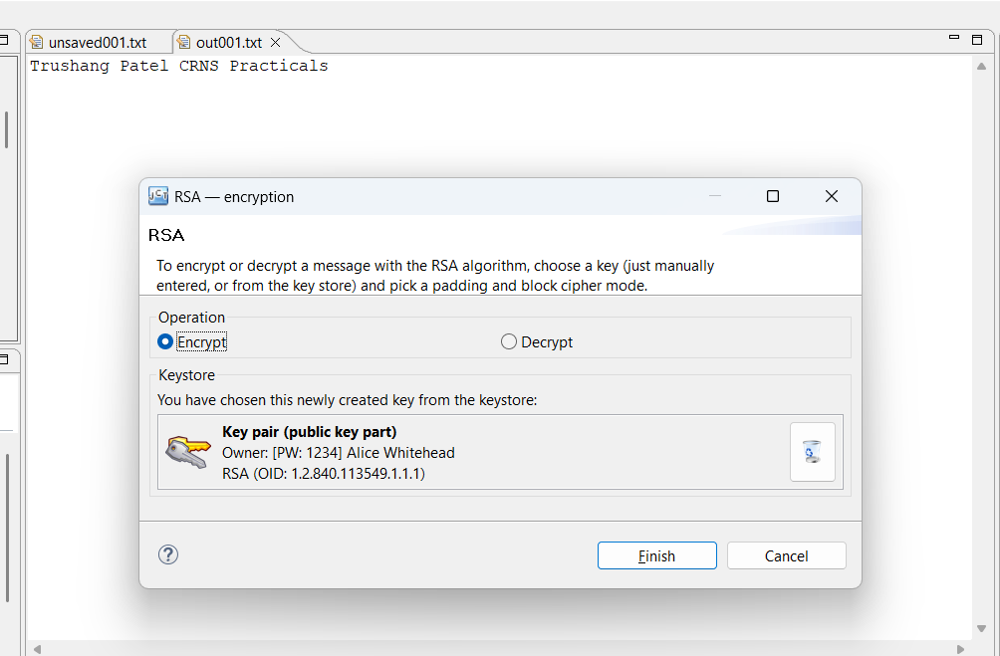 unsaved001.txt
out001.txt
Trushang Patel CRNS Practicals
JCT
RSA — encryption
RSA
To encrypt or decrypt a message with the RSA algorithm, choose a key (just manually
entered, or from the key store) and pick a padding and block cipher mode.
Operation
Encrypt
Decrypt
Keystore
You have chosen this newly created key from the keystore:
Key pair (public key part)
Owner: [PW: 1234] Alice Whitehead
RSA (OID: 1.2.840.113549.1.1.1)
?
Finish
Cancel